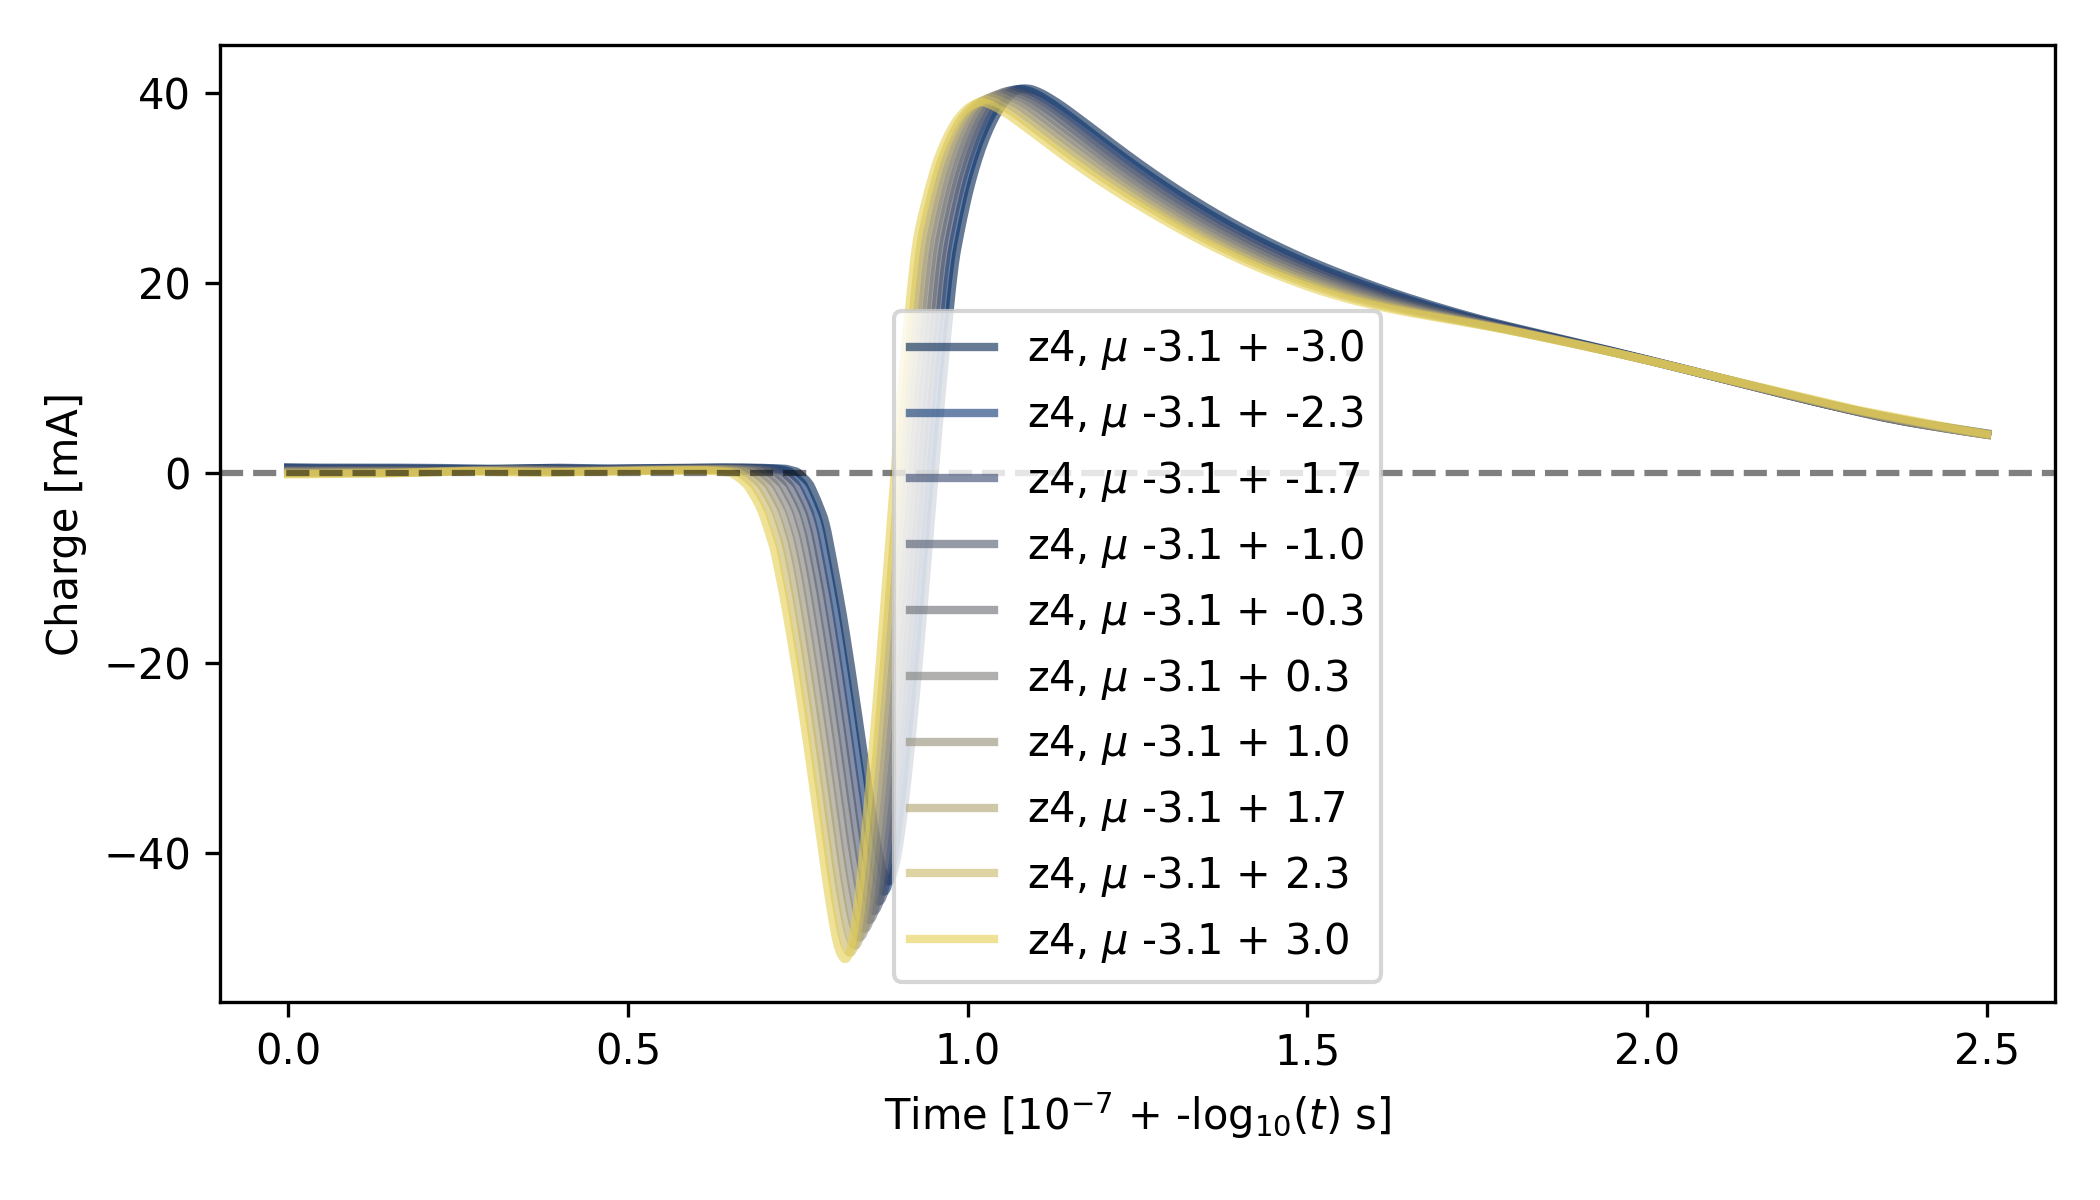 40
20
0
−20
−40
Charge [mA]
z4, μ -3.1 + -3.0
z4, μ -3.1 + -2.3
z4, μ -3.1 + -1.7
z4, μ -3.1 + -1.0
z4, μ -3.1 + -0.3
z4, μ -3.1 + 0.3
z4, μ -3.1 + 1.0
z4, μ -3.1 + 1.7
z4, μ -3.1 + 2.3
z4, μ -3.1 + 3.0
0.0 0.5 1.0 1.5 2.0 2.5
Time [10⁻⁷ + -log₁₀(t) s]